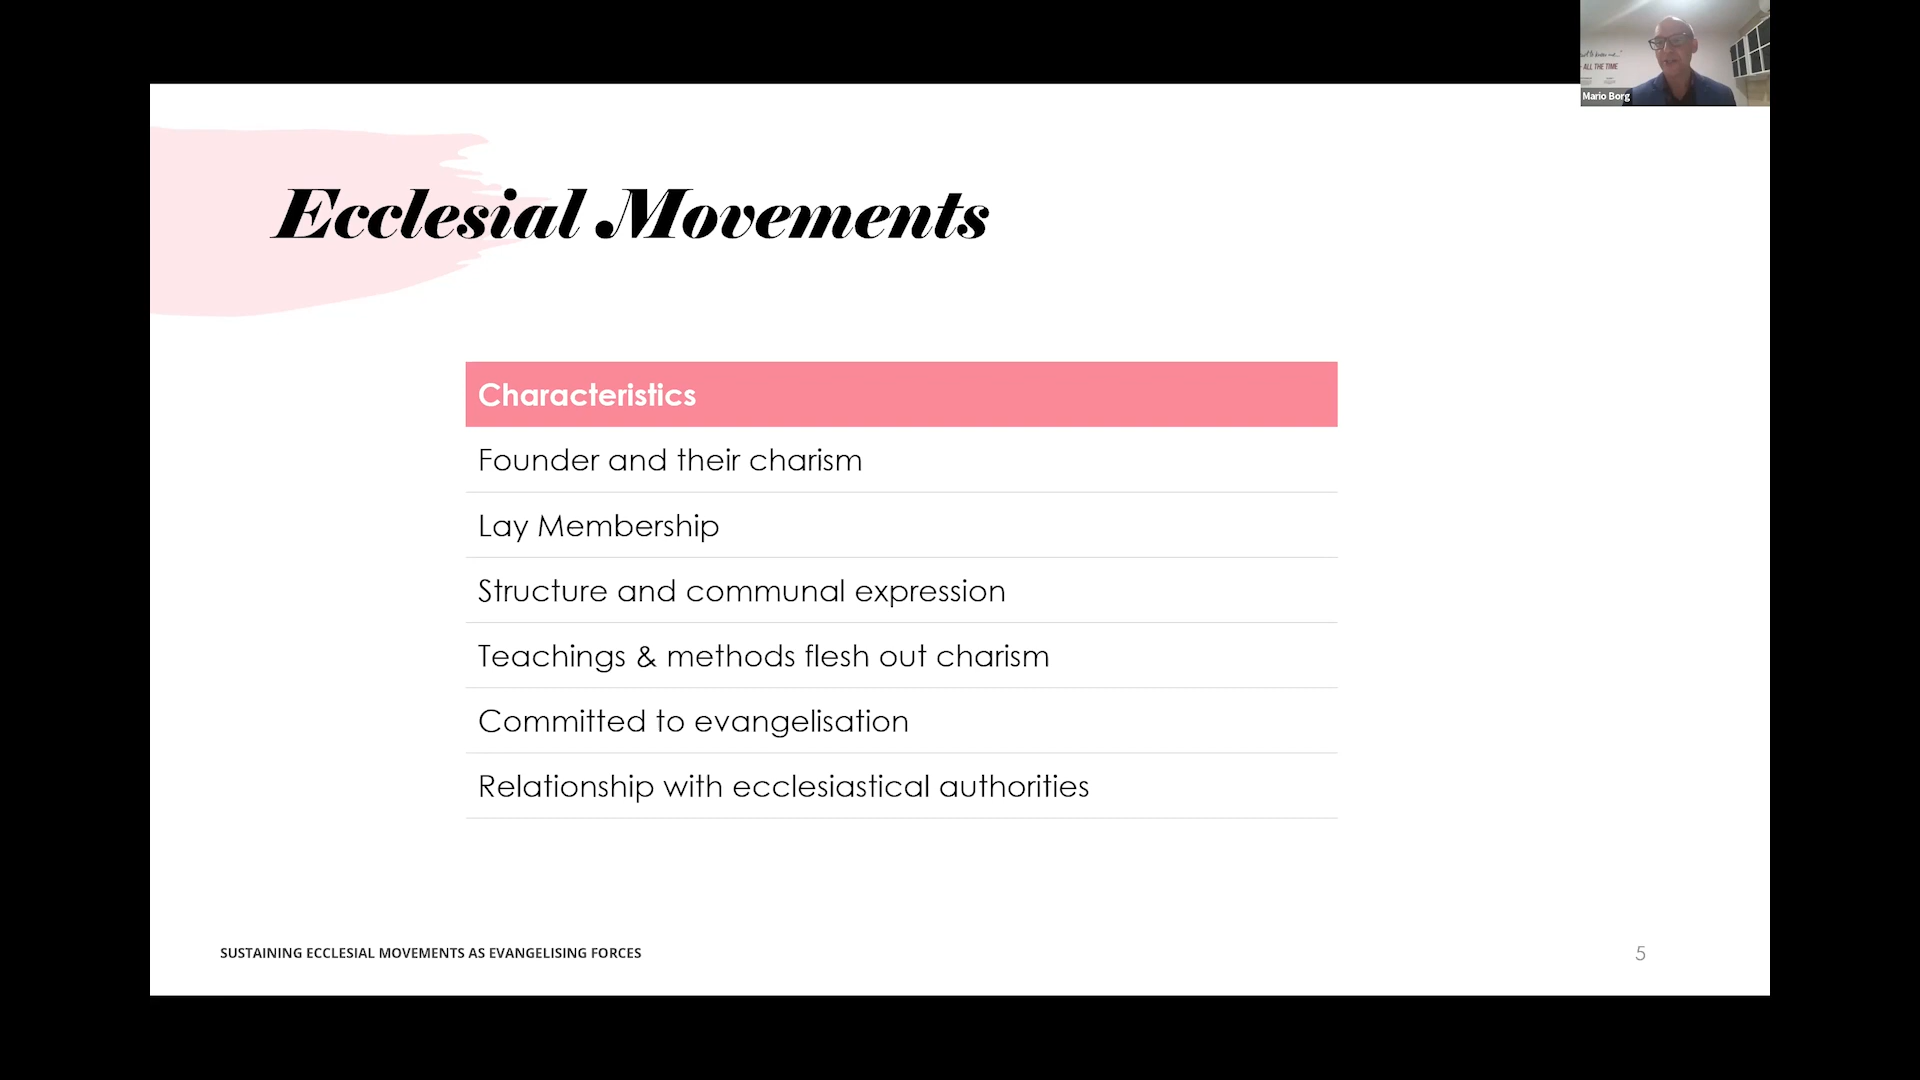 ALL THE TIME
Mario Borg
Ecclesial Movements
Characteristics
Founder and their charism
Lay Membership
Structure and communal expression
Teachings & methods flesh out charism
Committed to evangelisation
Relationship with ecclesiastical authorities
SUSTAINING ECCLESIAL MOVEMENTS AS EVANGELISING FORCES
5